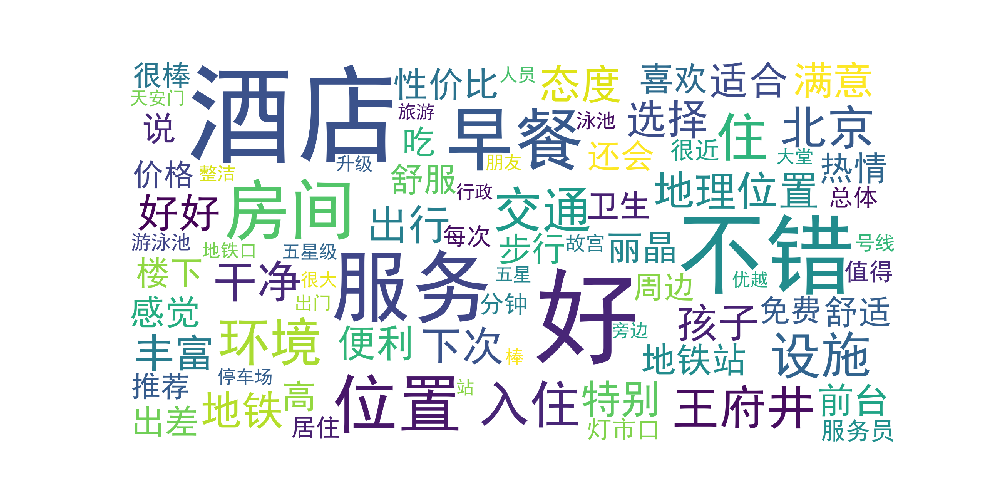 很棒 酒店 性价比 人员 态度 喜欢 适合 满意
天安门 旅游 早餐 泳池 选择 住 北京
说 吃 还会 很近 大堂 热情
价格 整洁 升级 舒服 朋友 地理位置 总体
好好 房间 出行 行政 交通 卫生 不错
游泳池 地铁口 五星级 每次 步行 故宫 丽晶 号线
楼下 干净 很大 服务 五星 好 周边 优越 值得
感觉 出门 分钟 旁边 孩子 免费 舒适
丰富 环境 便利 下次 棒 地铁站 设施
推荐 停车场 位置 站 入住 特别 王府井 前台
出差 地铁 高 居住 灯市口 服务员